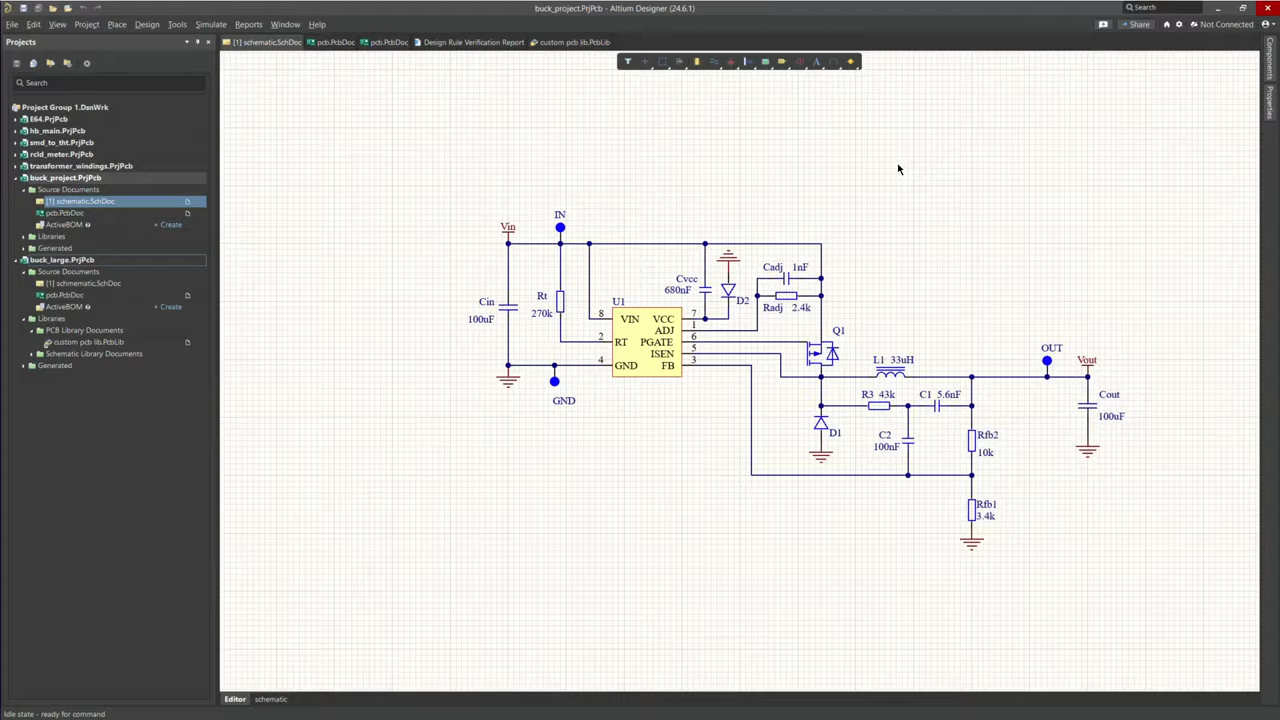 buck_project.PrjPcb - Altium Designer (24.6.1)
Search
File Edit View Project Place Design Tools Simulate Reports Window Help
Share
Not Connected
Projects
[1] schematic.SchDoc
pcb.PcbDoc
pcb.PcbDoc
Design Rule Verification Report
custom pcb lib.PcbLib
Components
Properties
Search
Project Group 1.DsnWrk
E64.PrjPcb
hb_main.PrjPcb
smd_to_tht.PrjPcb
rcld_meter.PrjPcb
transformer_windings.PrjPcb
buck_project.PrjPcb
Source Documents
[1] schematic.SchDoc
pcb.PcbDoc
ActiveBOM + Create
Libraries
Generated
buck_large.PrjPcb
Source Documents
[1] schmematic.SchDoc
pcb.PcbDoc
ActiveBOM + Create
Libraries
PCB Library Documents
custom pcb lib.PcbLib
Schematic Library Documents
Generated
Vin
IN
Cin
100uF
Rt
270k
GND
U1
8 VIN
2 RT
4 GND
VCC 7
ADJ 1
PGATE 6
ISEN 5
FB 3
Cvcc
680nF
D2
Cadj 1nF
Radj 2.4k
Q1
L1 33uH
R3 43k
C1 5.6nF
C2
100nF
D1
Rfb2
10k
Rfb1
3.4k
OUT
Vout
Cout
100uF
Editor schematic
Idle state - ready for command